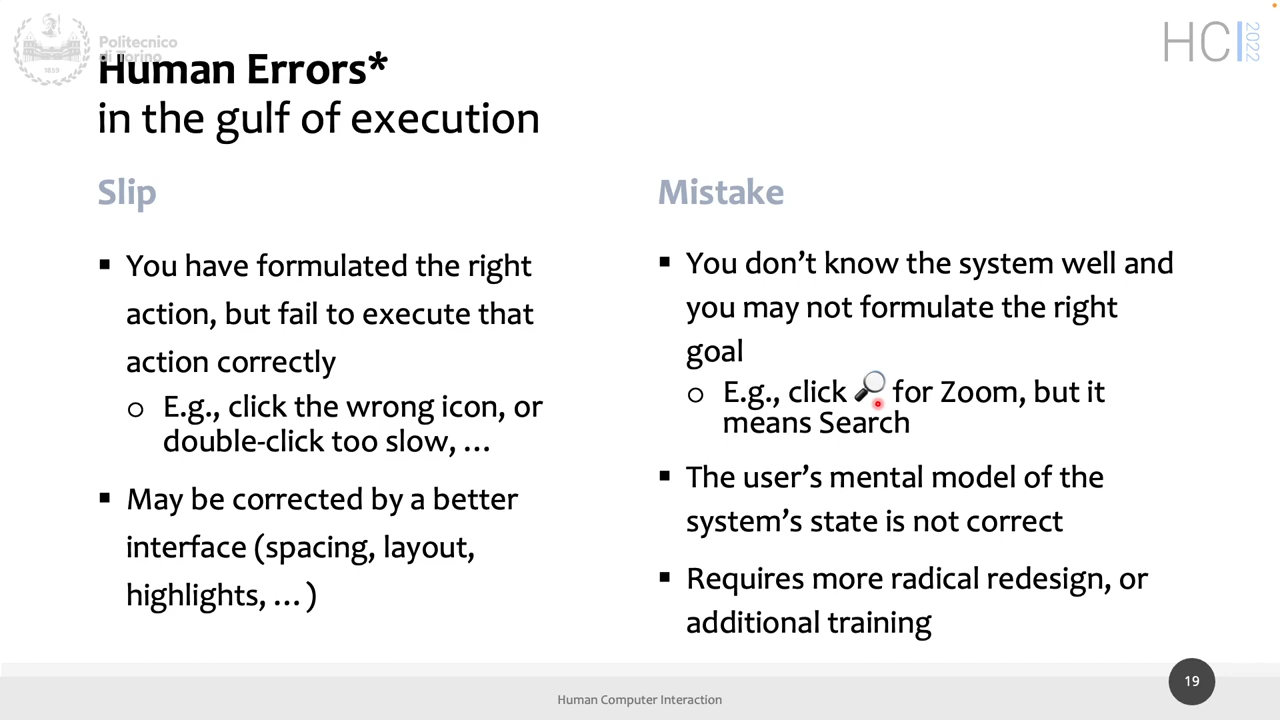 Politecnico
di Torino
1859
HCI 2022
Human Errors*
in the gulf of execution
Slip
▪ You have formulated the right
action, but fail to execute that
action correctly
o E.g., click the wrong icon, or
double-click too slow, …
▪ May be corrected by a better
interface (spacing, layout,
highlights, … )
Mistake
▪ You don’t know the system well and
you may not formulate the right
goal
o E.g., click 🔎 for Zoom, but it
means Search
▪ The user’s mental model of the
system’s state is not correct
▪ Requires more radical redesign, or
additional training
Human Computer Interaction
19